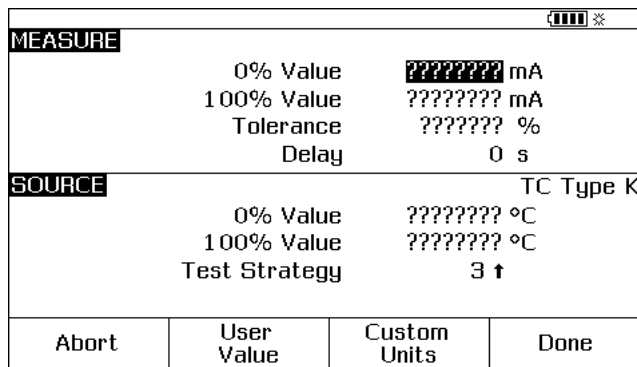 MEASURE
0% Value ???????? mA
100% Value ???????? mA
Tolerance ??????? %
Delay 0 s
SOURCE TC Type K
0% Value ???????? °C
100% Value ???????? °C
Test Strategy 3 ↑
Abort
User Value
Custom Units
Done